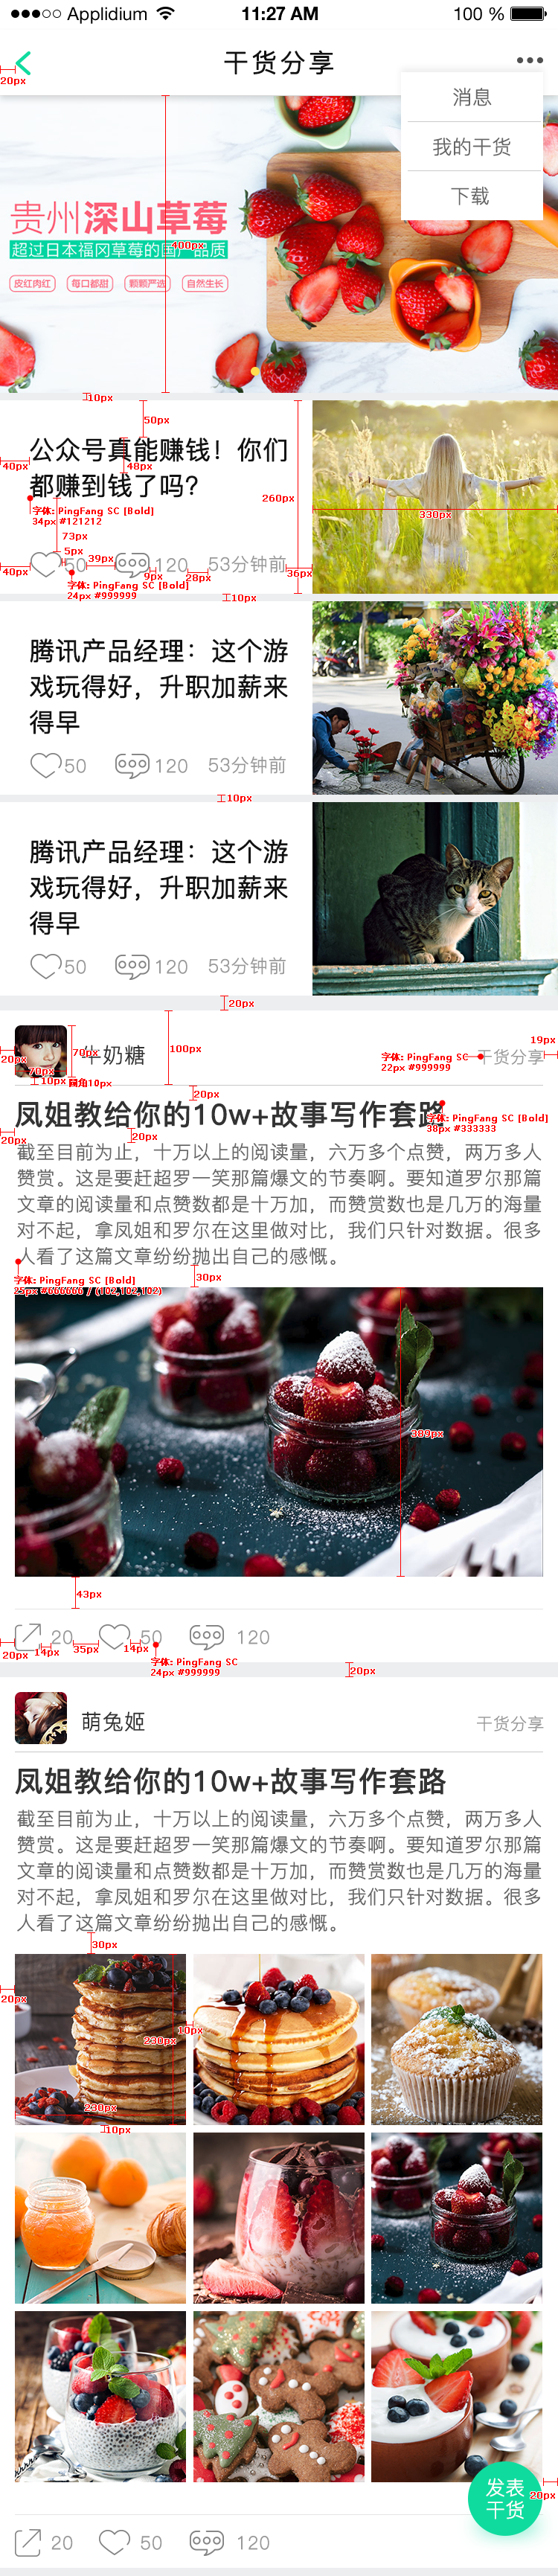 Applidium 11:27 AM 100 %
干货分享
20px
消息
我的干货
下载
贵州深山草莓
超过日本福冈草莓的国产品质
400px
皮红肉红 每口都甜 颗颗严选 自然生长
10px
50px
公众号真能赚钱！你们
都赚到钱了吗？
40px
48px
260px
330px
字体: PingFang SC [Bold]
34px #121212
73px
5px
39px
50 120 53分钟前
40px
9px
28px
36px
字体: PingFang SC [Bold]
24px #999999
10px
腾讯产品经理：这个游
戏玩得好，升职加薪来
得早
50 120 53分钟前
10px
腾讯产品经理：这个游
戏玩得好，升职加薪来
得早
50 120 53分钟前
20px
牛奶糖
干货分享
20px
70px
70px
100px
10px
圆角10px
19px
字体: PingFang SC
22px #999999
20px
凤姐教给你的10w+故事写作套路
字体: PingFang SC [Bold]
38px #333333
20px
20px
截至目前为止，十万以上的阅读量，六万多个点赞，两万多人
赞赏。这是要赶超罗一笑那篇爆文的节奏啊。要知道罗尔那篇
文章的阅读量和点赞数都是十万加，而赞赏数也是几万的海量
对不起，拿凤姐和罗尔在这里做对比，我们只针对数据。很多
人看了这篇文章纷纷抛出自己的感慨。
字体: PingFang SC [Bold]
25px #666666 / (102,102,102)
30px
389px
43px
20 50 120
20px
14px
35px
14px
字体: PingFang SC
24px #999999
20px
萌兔姬
干货分享
凤姐教给你的10w+故事写作套路
截至目前为止，十万以上的阅读量，六万多个点赞，两万多人
赞赏。这是要赶超罗一笑那篇爆文的节奏啊。要知道罗尔那篇
文章的阅读量和点赞数都是十万加，而赞赏数也是几万的海量
对不起，拿凤姐和罗尔在这里做对比，我们只针对数据。很多
人看了这篇文章纷纷抛出自己的感慨。
30px
20px
230px
10px
230px
10px
发表
干货
20px
20 50 120